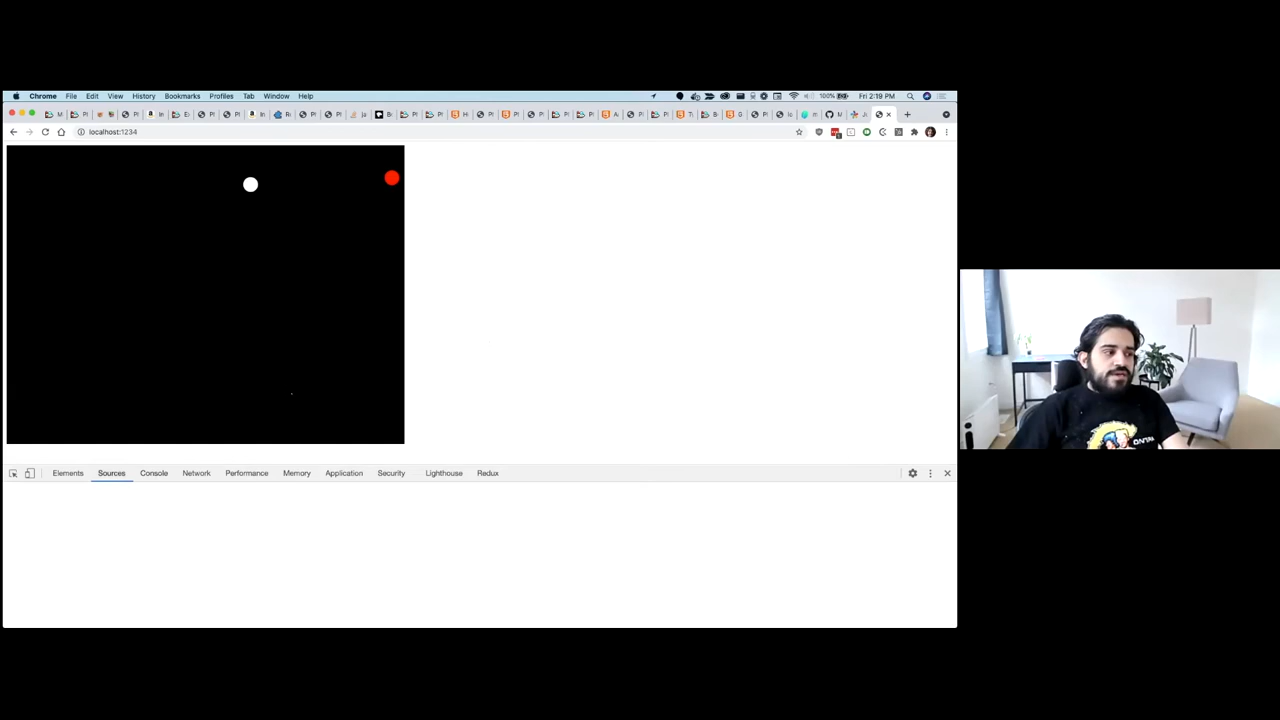 Chrome File Edit View History Bookmarks Profiles Tab Window Help 100% Fri 2:19 PM
localhost:1234
Elements Sources Console Network Performance Memory Application Security Lighthouse Redux